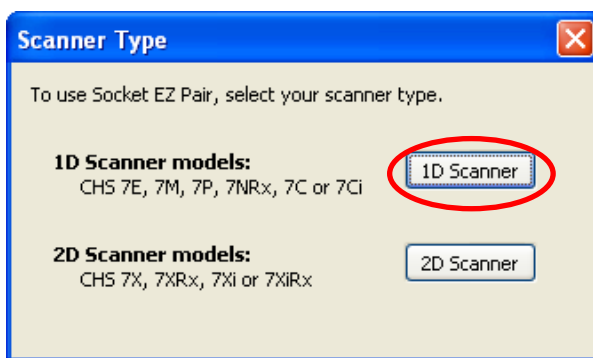 Scanner Type
To use Socket EZ Pair, select your scanner type.
1D Scanner models:
CHS 7E, 7M, 7P, 7NRx, 7C or 7Ci
1D Scanner
2D Scanner models:
CHS 7X, 7XRx, 7Xi or 7XiRx
2D Scanner